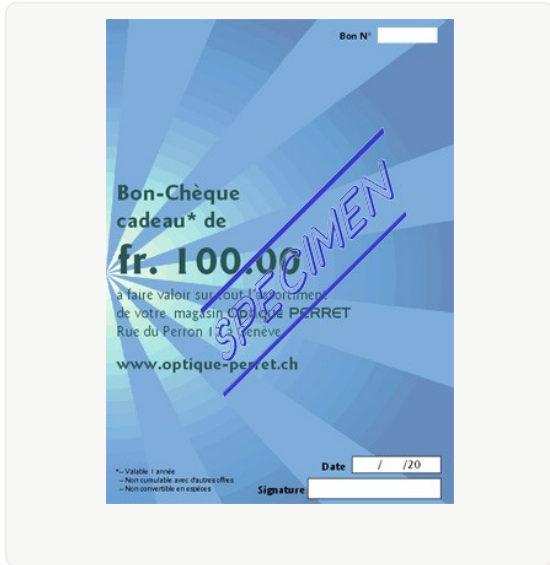 Bon N°
Bon-Chèque
cadeau* de
fr. 100.00
à faire valoir sur tout l'assortiment
de votre magasin Optique PERRET
Rue du Perron 17 à Genève
www.optique-perret.ch
SPECIMEN
Date / /20
*– Valable 1 année
– Non cumulable avec d'autres offres
– Non convertible en espèces
Signature